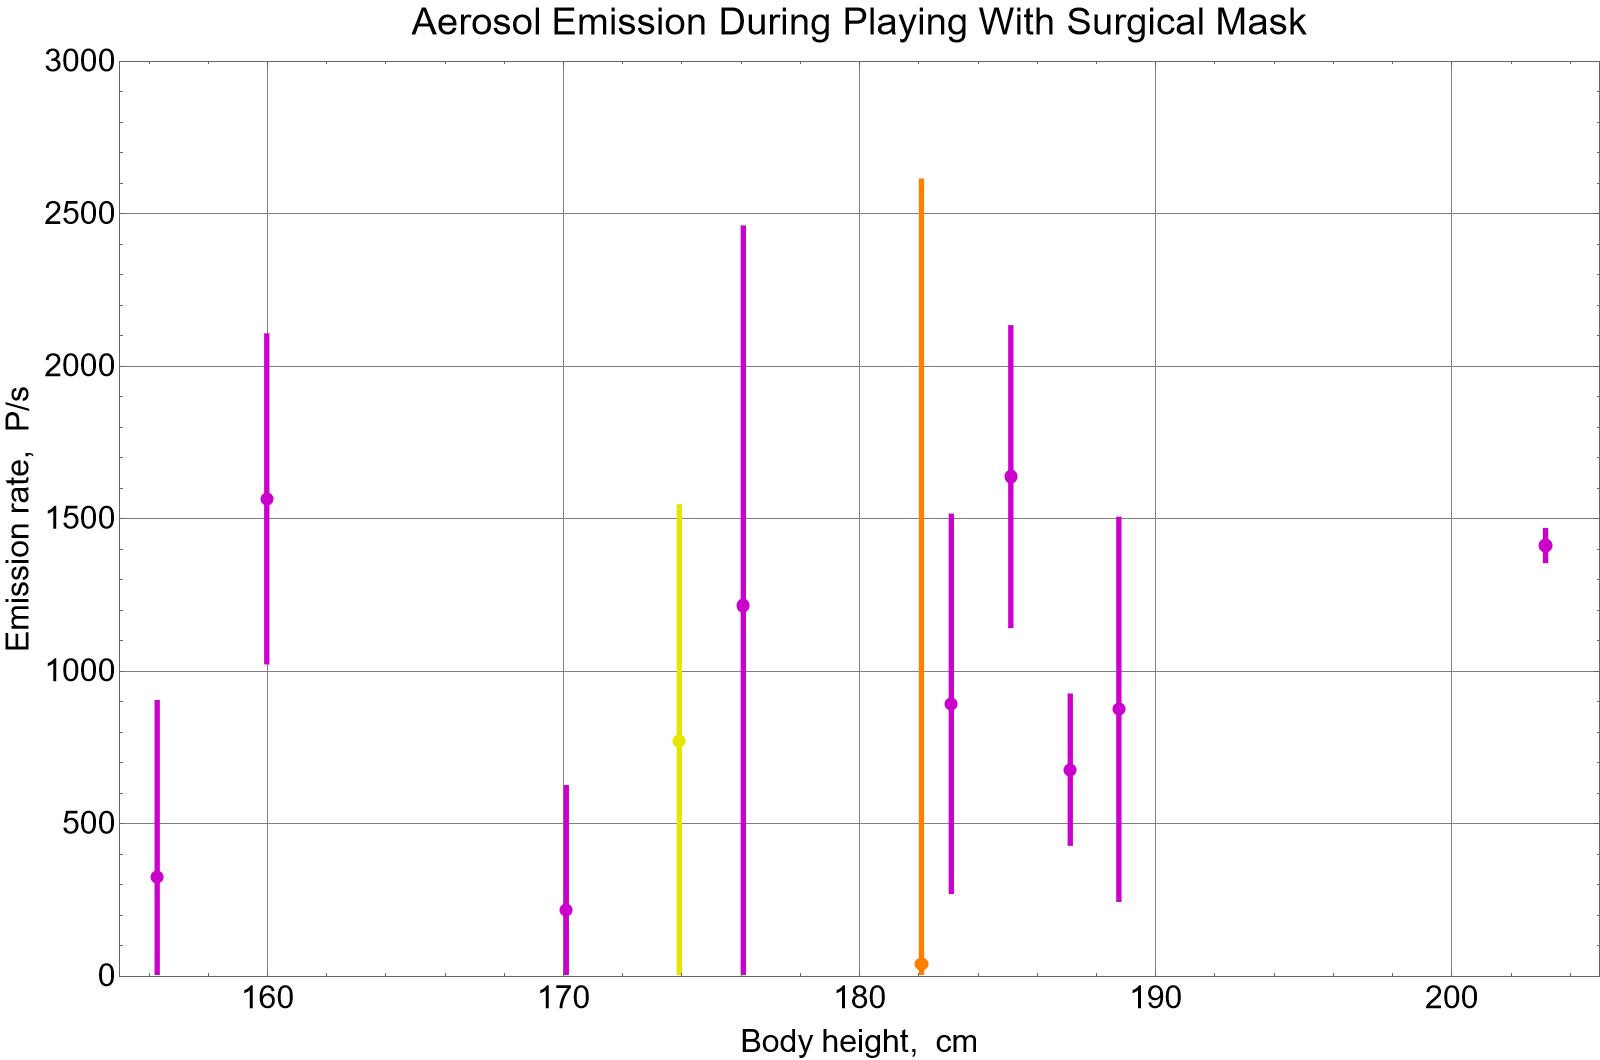 Aerosol Emission During Playing With Surgical Mask
3000
2500
2000
1500
1000
500
0
Emission rate, P/s
160 170 180 190 200
Body height, cm